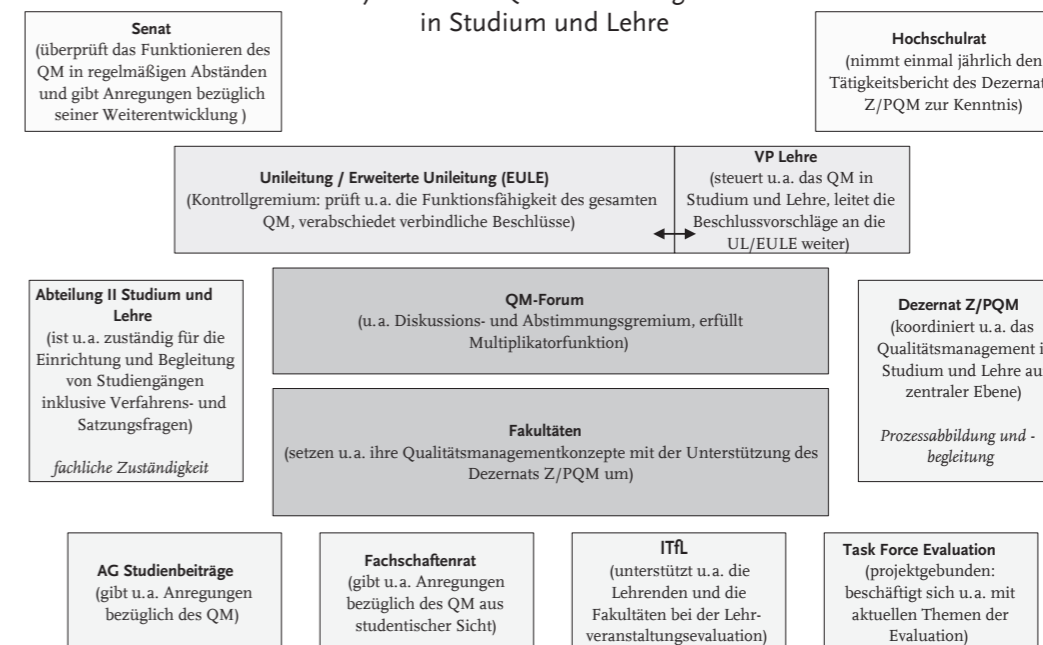 in Studium und Lehre
Senat
(überprüft das Funktionieren des
QM in regelmäßigen Abständen
und gibt Anregungen bezüglich
seiner Weiterentwicklung )
Hochschulrat
(nimmt einmal jährlich den
Tätigkeitsbericht des Dezernat
Z/PQM zur Kenntnis)
Unileitung / Erweiterte Unileitung (EULE)
(Kontrollgremium: prüft u. a. die Funktionsfähigkeit des gesamten
QM, verabschiedet verbindliche Beschlüsse)
VP Lehre
(steuert u. a. das QM in
Studium und Lehre, leitet die
Beschlussvorschläge an die
UL/EULE weiter)
Abteilung II Studium und
Lehre
(ist u. a. zuständig für die
Einrichtung und Begleitung
von Studiengängen
inklusive Verfahrens- und
Satzungsfragen)
fachliche Zuständigkeit
QM-Forum
(u. a. Diskussions- und Abstimmungsgremium, erfüllt
Multiplikatorfunktion)
Dezernat Z/PQM
(koordiniert u. a. das
Qualitätsmanagement i
Studium und Lehre au
zentraler Ebene)
Prozessabbildung und -
begleitung
Fakultäten
(setzen u. a. ihre Qualitätsmanagementkonzepte mit der Unterstützung des
Dezernats Z/PQM um)
AG Studienbeiträge
(gibt u. a. Anregungen
bezüglich des QM)
Fachschaftenrat
(gibt u. a. Anregungen
bezüglich des QM aus
studentischer Sicht)
ITfL
(unterstützt u. a. die
Lehrenden und die
Fakultäten bei der Lehr-
veranstaltungsevaluation)
Task Force Evaluation
(projektgebunden:
beschäftigt sich u. a. mit
aktuellen Themen der
Evaluation)